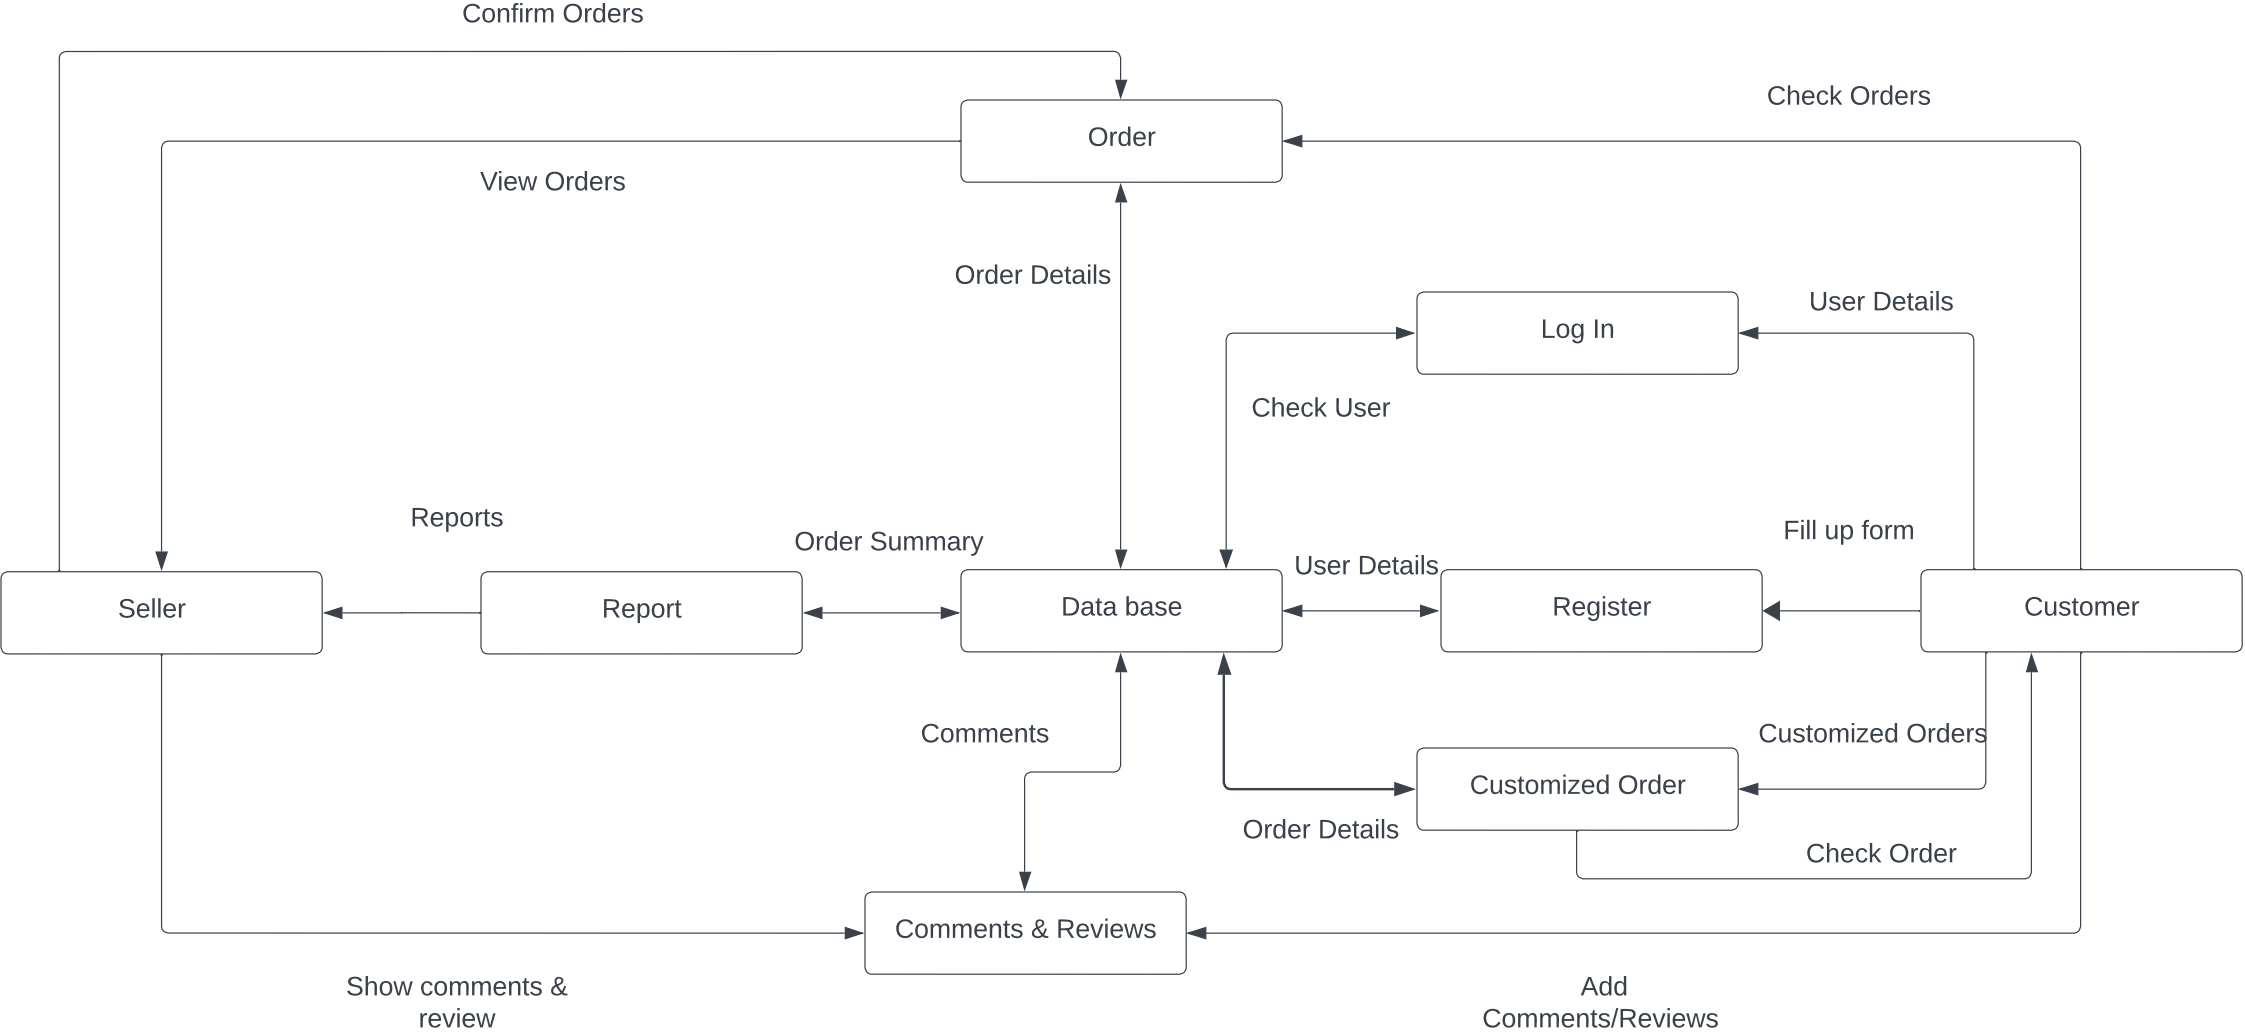 Confirm Orders
Check Orders
Order
View Orders
Order Details
User Details
Log In
Check User
Reports
Order Summary
Fill up form
User Details
Seller
Report
Data base
Register
Customer
Comments
Customized Orders
Customized Order
Order Details
Check Order
Comments & Reviews
Show comments &
review
Add
Comments/Reviews